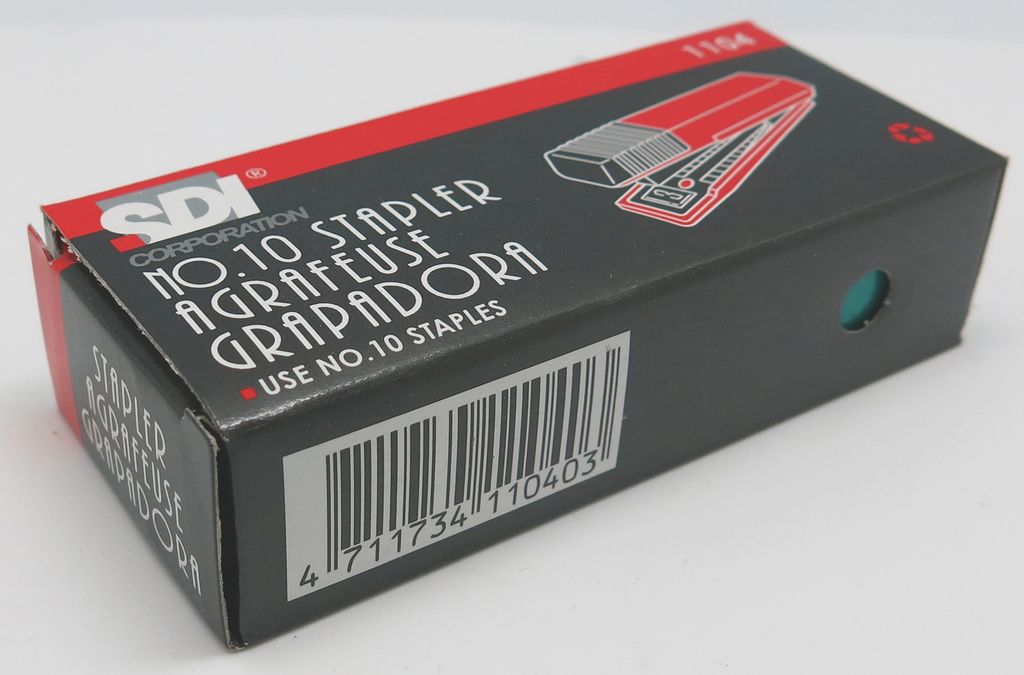 1104
SDI®
CORPORATION
NO.10 STAPLER
AGRAFEUSE
GRAPADORA
USE NO.10 STAPLES
STAPLER
AGRAFEUSE
GRAPADORA
4 711734 110403